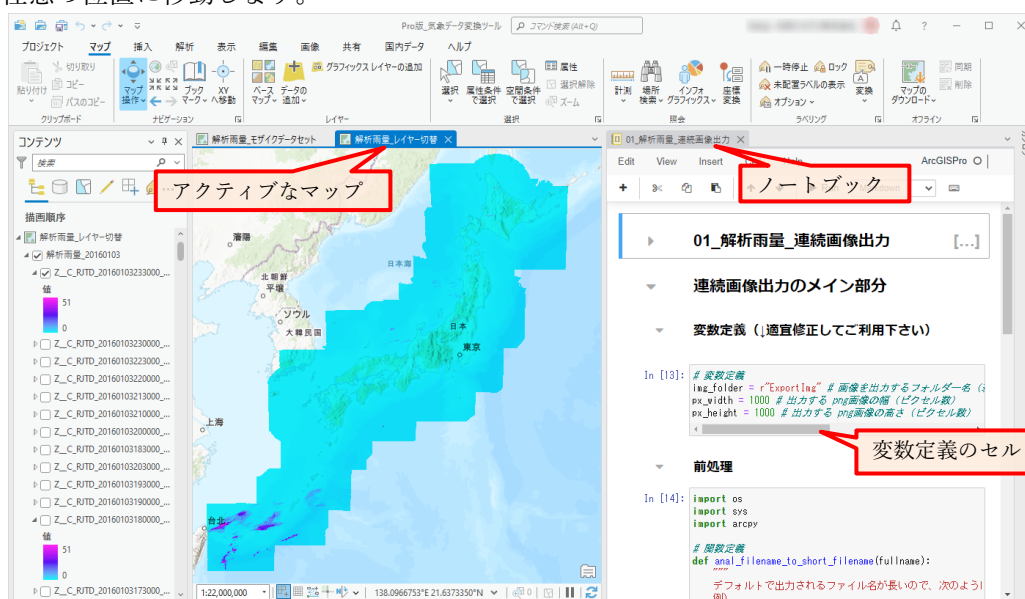 任意の位置に移動します。
Pro版_気象データ変換ツール
コマンド検索 (Alt+Q)
プロジェクト マップ 挿入 解析 表示 編集 画像 共有 国内データ ヘルプ
貼り付け
切り取り
コピー
パスのコピー
クリップボード
マップ操作
ブックマーク
XYへ移動
ナビゲーション
ベースマップ
データの追加
グラフィックス レイヤーの追加
レイヤー
選択
属性条件で選択
空間条件で選択
属性
選択解除
ズーム
選択
計測
場所検索
インフォグラフィックス
座標変換
照会
一時停止 ロック
未配置ラベルの表示
オプション
変換
ラベリング
マップのダウンロード
同期
削除
オフライン
コンテンツ
検索
描画順序
解析雨量_レイヤー切替
解析雨量_20160103
Z__C_RJTD_20160103233000_...
値
51
0
Z__C_RJTD_20160103230000_...
Z__C_RJTD_20160103223000_...
Z__C_RJTD_20160103220000_...
Z__C_RJTD_20160103213000_...
Z__C_RJTD_20160103210000_...
Z__C_RJTD_20160103200000_...
Z__C_RJTD_20160103183000_...
Z__C_RJTD_20160103203000_...
Z__C_RJTD_20160103193000_...
Z__C_RJTD_20160103190000_...
Z__C_RJTD_20160103180000_...
値
51
0
Z__C_RJTD_20160103173000_...
解析雨量_モザイクデータセット
解析雨量_レイヤー切替
アクティブなマップ
瀋陽
日本海
北朝鮮
平壌
ソウル
大韓民国
日本
東京
上海
台北
1:22,000,000
138.0966753°E 21.6373350°N
0
01_解析雨量_連続画像出力
Edit View Insert Help
ArcGISPro
ノートブック
01_解析雨量_連続画像出力
[...]
連続画像出力のメイン部分
変数定義（↓適宜修正してご利用下さい）
In [13]:
# 変数定義
img_folder = r"ExportImg" # 画像を出力するフォルダー名
px_width = 1000 # 出力する png画像の幅（ピクセル数）
px_height = 1000 # 出力する png画像の高さ（ピクセル数）
変数定義のセル
前処理
In [14]:
import os
import sys
import arcpy
# 関数定義
def anal_filename_to_short_filename(fullname):
"""
デフォルトで出力されるファイル名が長いので、次のよう
例）